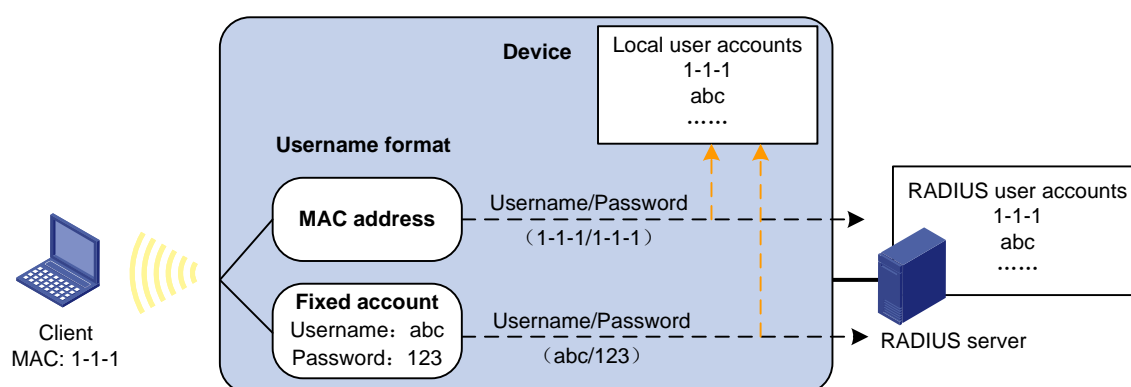 Device
Local user accounts
1-1-1
abc
……
Username format
MAC address
Username/Password
（1-1-1/1-1-1）
Fixed account
Username：abc
Password：123
Username/Password
（abc/123）
RADIUS user accounts
1-1-1
abc
……
RADIUS server
Client
MAC: 1-1-1